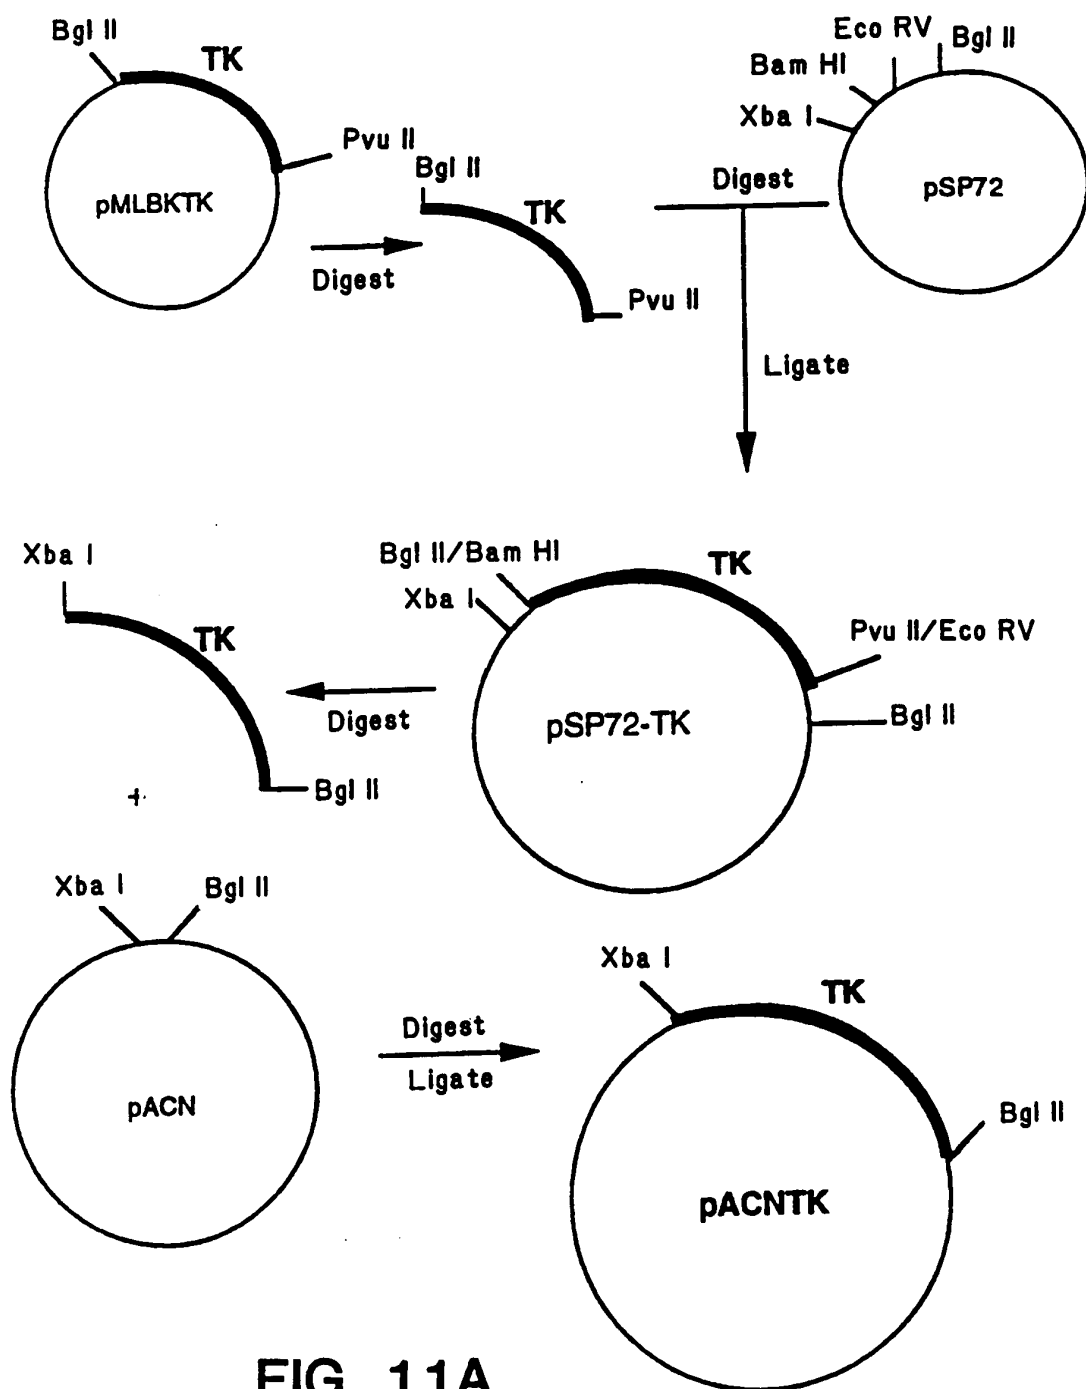 Bgl II
TK
Pvu II
pMLBKTK
Digest
Bgl II
TK
Pvu II
Digest
Eco RV
Bgl II
Bam HI
Xba I
pSP72
Ligate
Xba I
TK
Bgl II
+
Digest
Bgl II/Bam HI
Xba I
TK
Pvu II/Eco RV
Bgl II
pSP72-TK
Xba I
Bgl II
pACN
Digest
Ligate
Xba I
TK
Bgl II
pACNTK
FIG. 11A